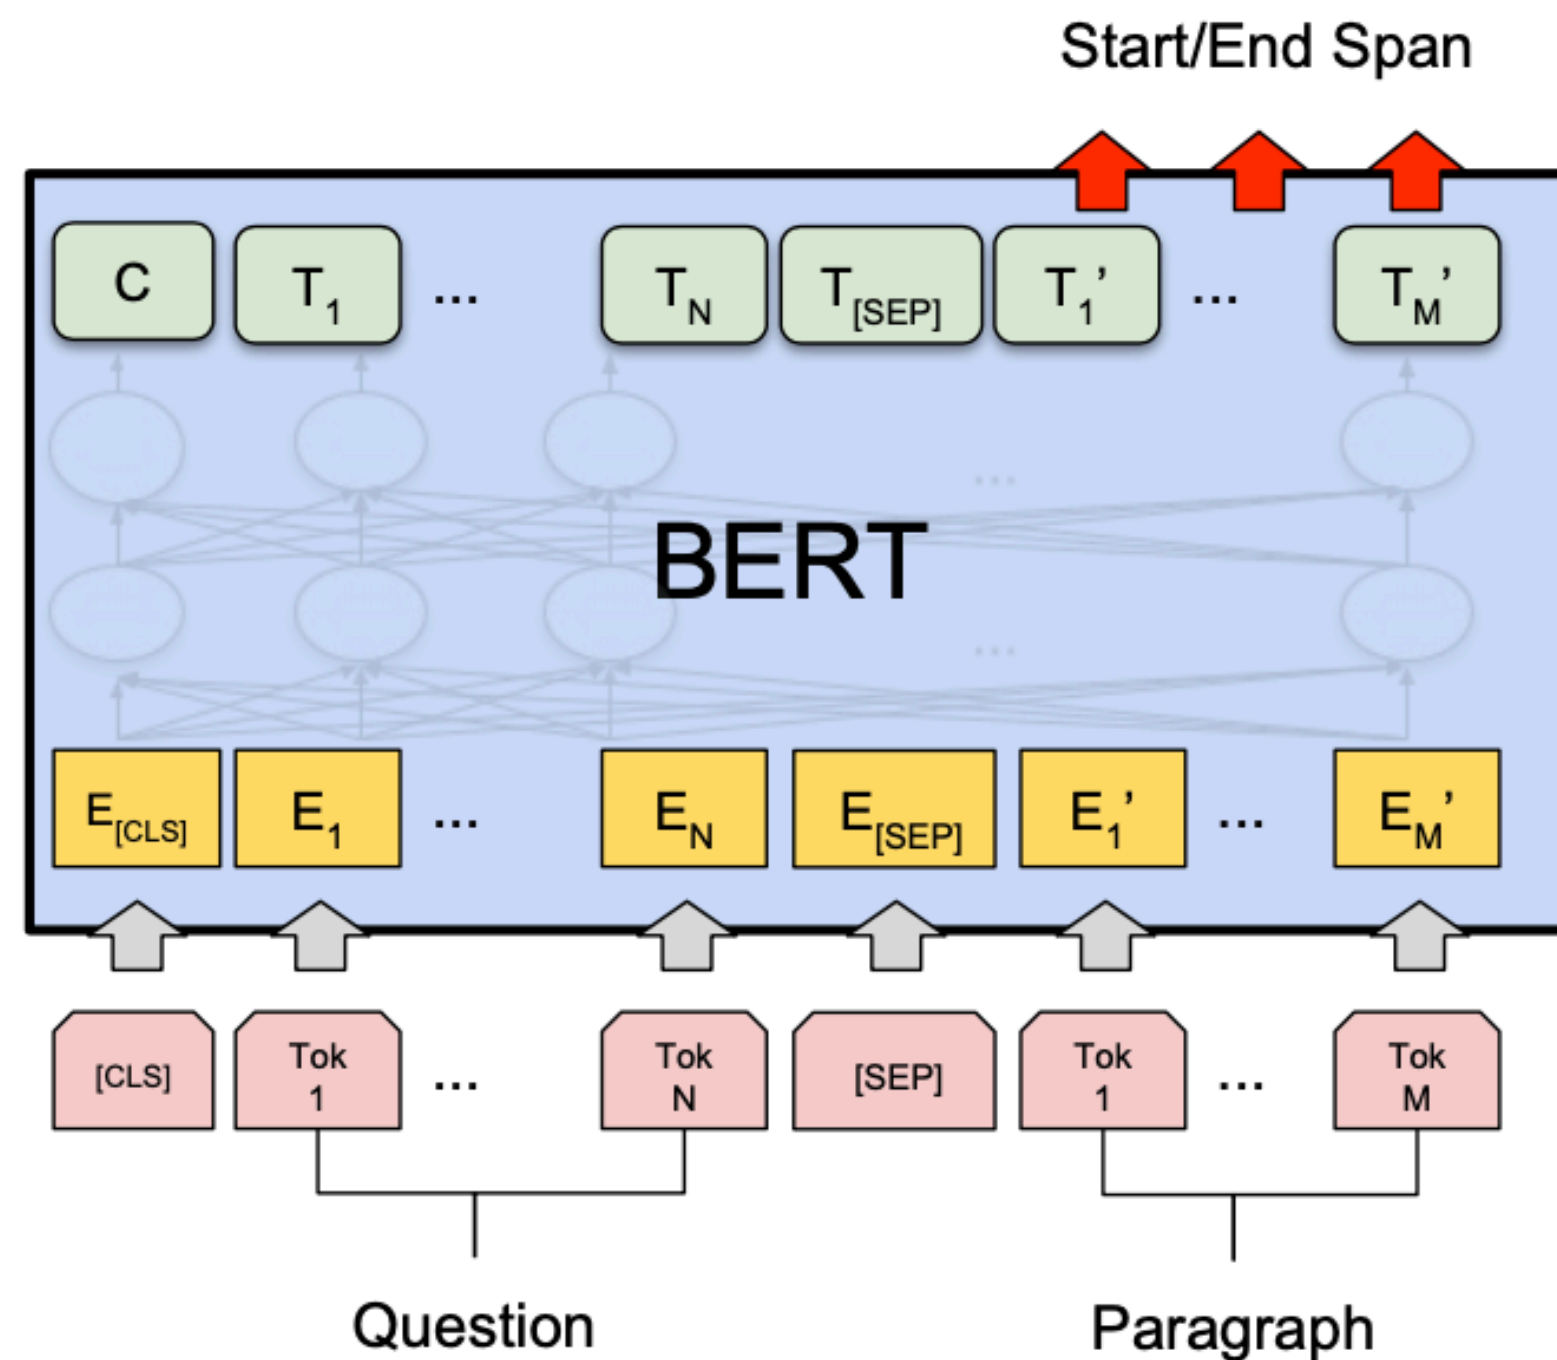 Start/End Span
C T1 ... TN T[SEP] T1’ ... TM’
...
BERT
...
E[CLS] E1 ... EN E[SEP] E1’ ... EM’
[CLS] Tok 1 ... Tok N [SEP] Tok 1 ... Tok M
Question Paragraph